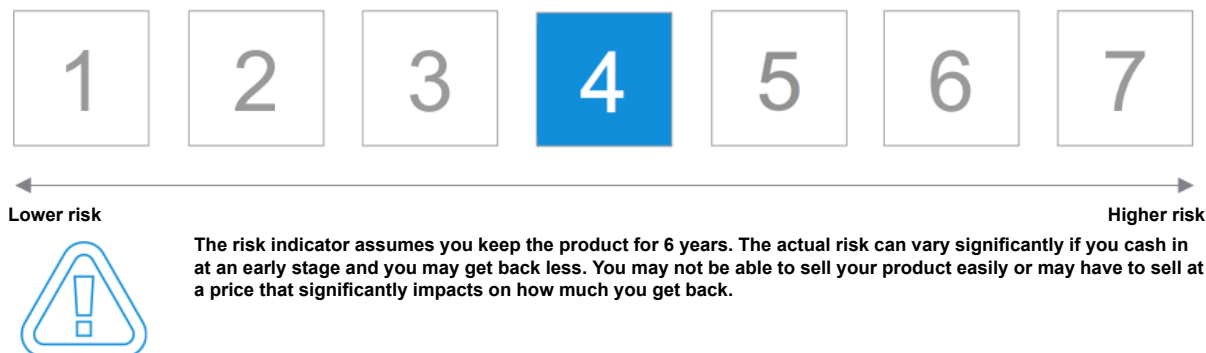 1 2 3 4 5 6 7
Lower risk Higher risk
The risk indicator assumes you keep the product for 6 years. The actual risk can vary significantly if you cash in
at an early stage and you may get back less. You may not be able to sell your product easily or may have to sell at
a price that significantly impacts on how much you get back.